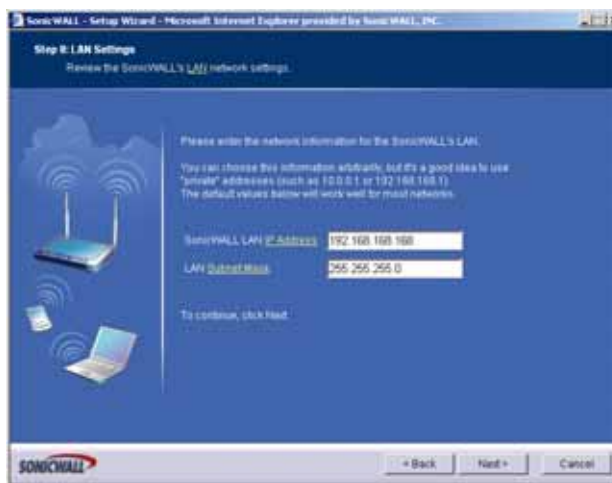 SonicWALL - Setup Wizard - Microsoft Internet Explorer provided by SonicWALL, INC.
Step 8: LAN Settings
Review the SonicWALL's LAN network settings.
Please enter the network information for the SonicWALL'S LAN.
You can choose this information arbitrarily, but it's a good idea to use
"private" addresses (such as 10.0.0.1 or 192.168.168.1).
The default values below will work well for most networks.
SonicWALL LAN IP Address 192.168.168.168
LAN Subnet Mask 255.255.255.0
To continue, click Next.
SONICWALL
< Back Next > Cancel